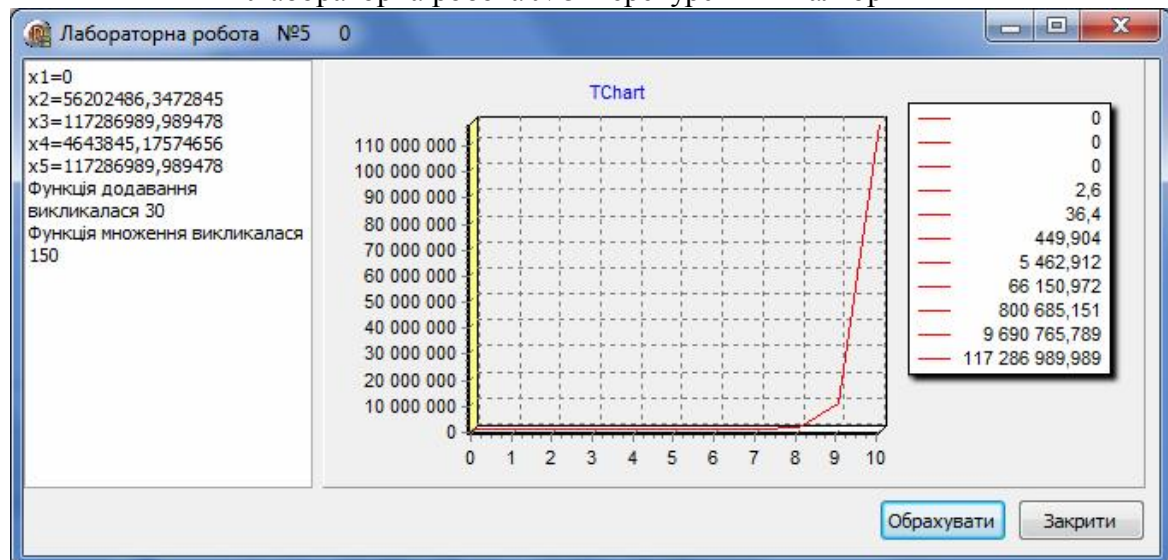 Лабораторна робота №5 0
x1=0
x2=56202486,3472845
x3=117286989,989478
x4=4643845,17574656
x5=117286989,989478
Функція додавання
викликалася 30
Функція множення викликалася
150
TChart
110 000 000
100 000 000
90 000 000
80 000 000
70 000 000
60 000 000
50 000 000
40 000 000
30 000 000
20 000 000
10 000 000
0
0 1 2 3 4 5 6 7 8 9 10
0
0
0
2,6
36,4
449,904
5 462,912
66 150,972
800 685,151
9 690 765,789
117 286 989,989
Обрахувати Закрити